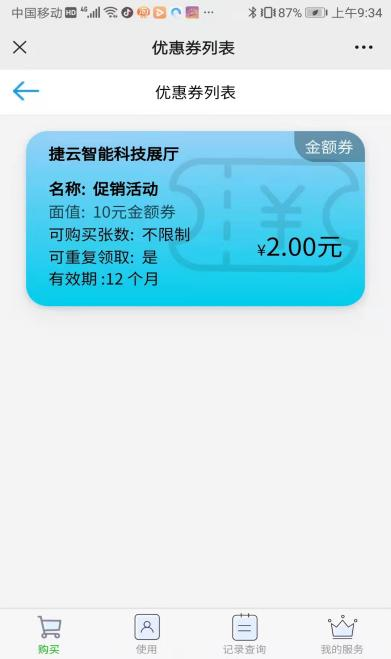 中国移动 HD 4G 淘 ··· 87% 上午9:34
优惠券列表
优惠券列表
捷云智能科技展厅
金额券
名称: 促销活动
面值: 10元金额券
可购买张数: 不限制
可重复领取: 是
¥2.00元
有效期 :12 个月
购买 使用 记录查询 我的服务